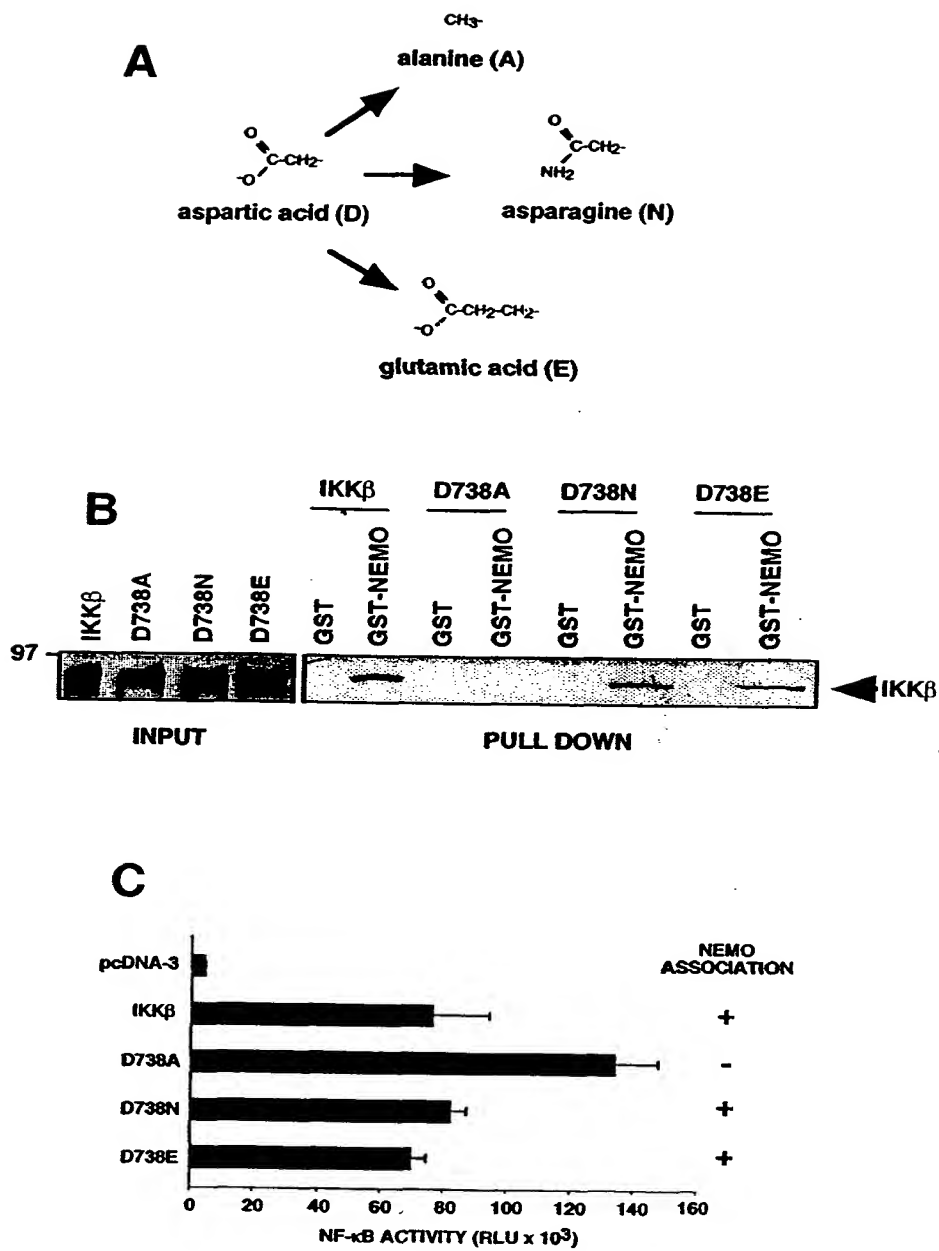 A
CH3-
alanine (A)
O
C-CH2-
-O
aspartic acid (D)
O
C-CH2-
NH2
asparagine (N)
O
C-CH2-CH2-
-O
glutamic acid (E)
B
IKKβ D738A D738N D738E
IKKβ D738A D738N D738E
GST GST-NEMO GST GST-NEMO GST GST-NEMO GST GST-NEMO
97
IKKβ
INPUT
PULL DOWN
C
NEMO
ASSOCIATION
pcDNA-3
IKKβ +
D738A -
D738N +
D738E +
0 20 40 60 80 100 120 140 160
NF-κB ACTIVITY (RLU x 10³)